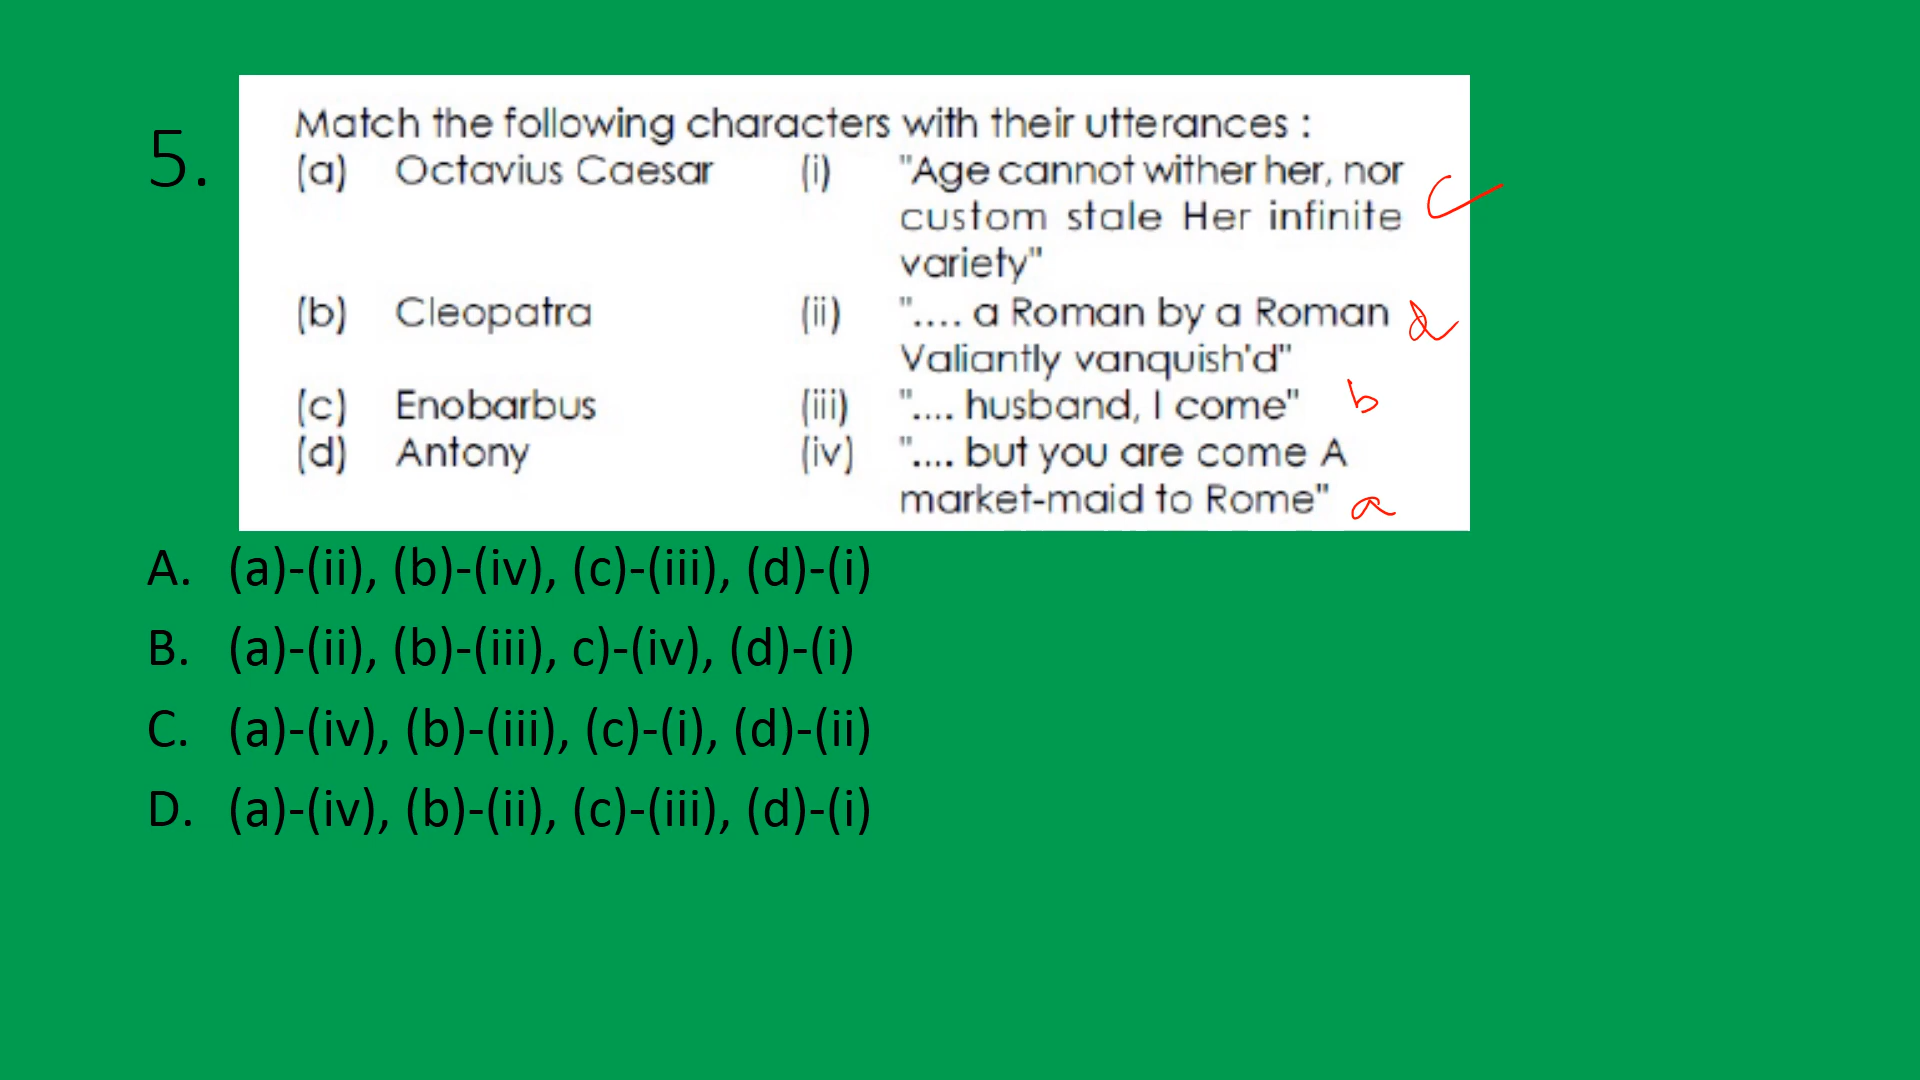 5.
Match the following characters with their utterances :
(a) Octavius Caesar (i) "Age cannot wither her, nor
custom stale Her infinite c
variety"
(b) Cleopatra (ii) ".... a Roman by a Roman d
Valiantly vanquish'd"
(c) Enobarbus (iii) ".... husband, I come" b
(d) Antony (iv) ".... but you are come A
market-maid to Rome" a
A. (a)-(ii), (b)-(iv), (c)-(iii), (d)-(i)
B. (a)-(ii), (b)-(iii), c)-(iv), (d)-(i)
C. (a)-(iv), (b)-(iii), (c)-(i), (d)-(ii)
D. (a)-(iv), (b)-(ii), (c)-(iii), (d)-(i)